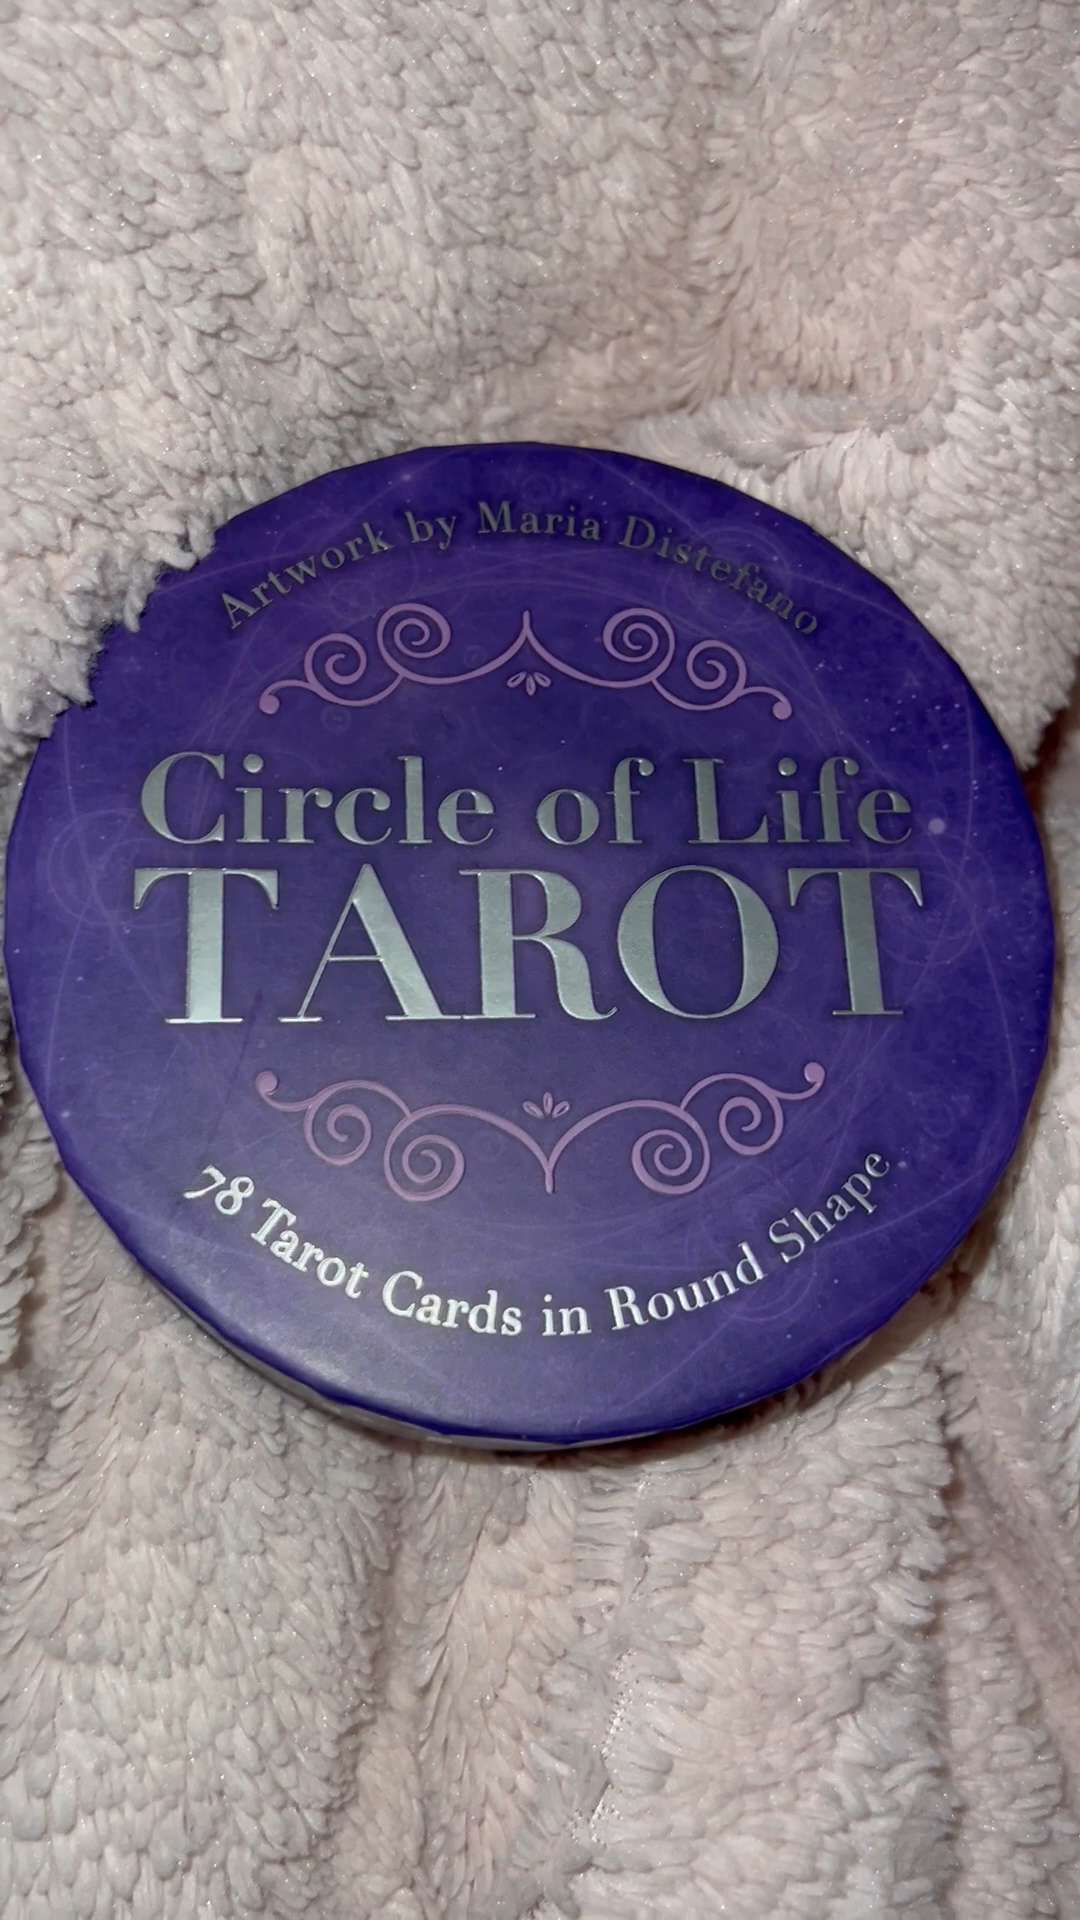 Artwork by Maria Distefano
Circle of Life
TAROT
78 Tarot Cards in Round Shape